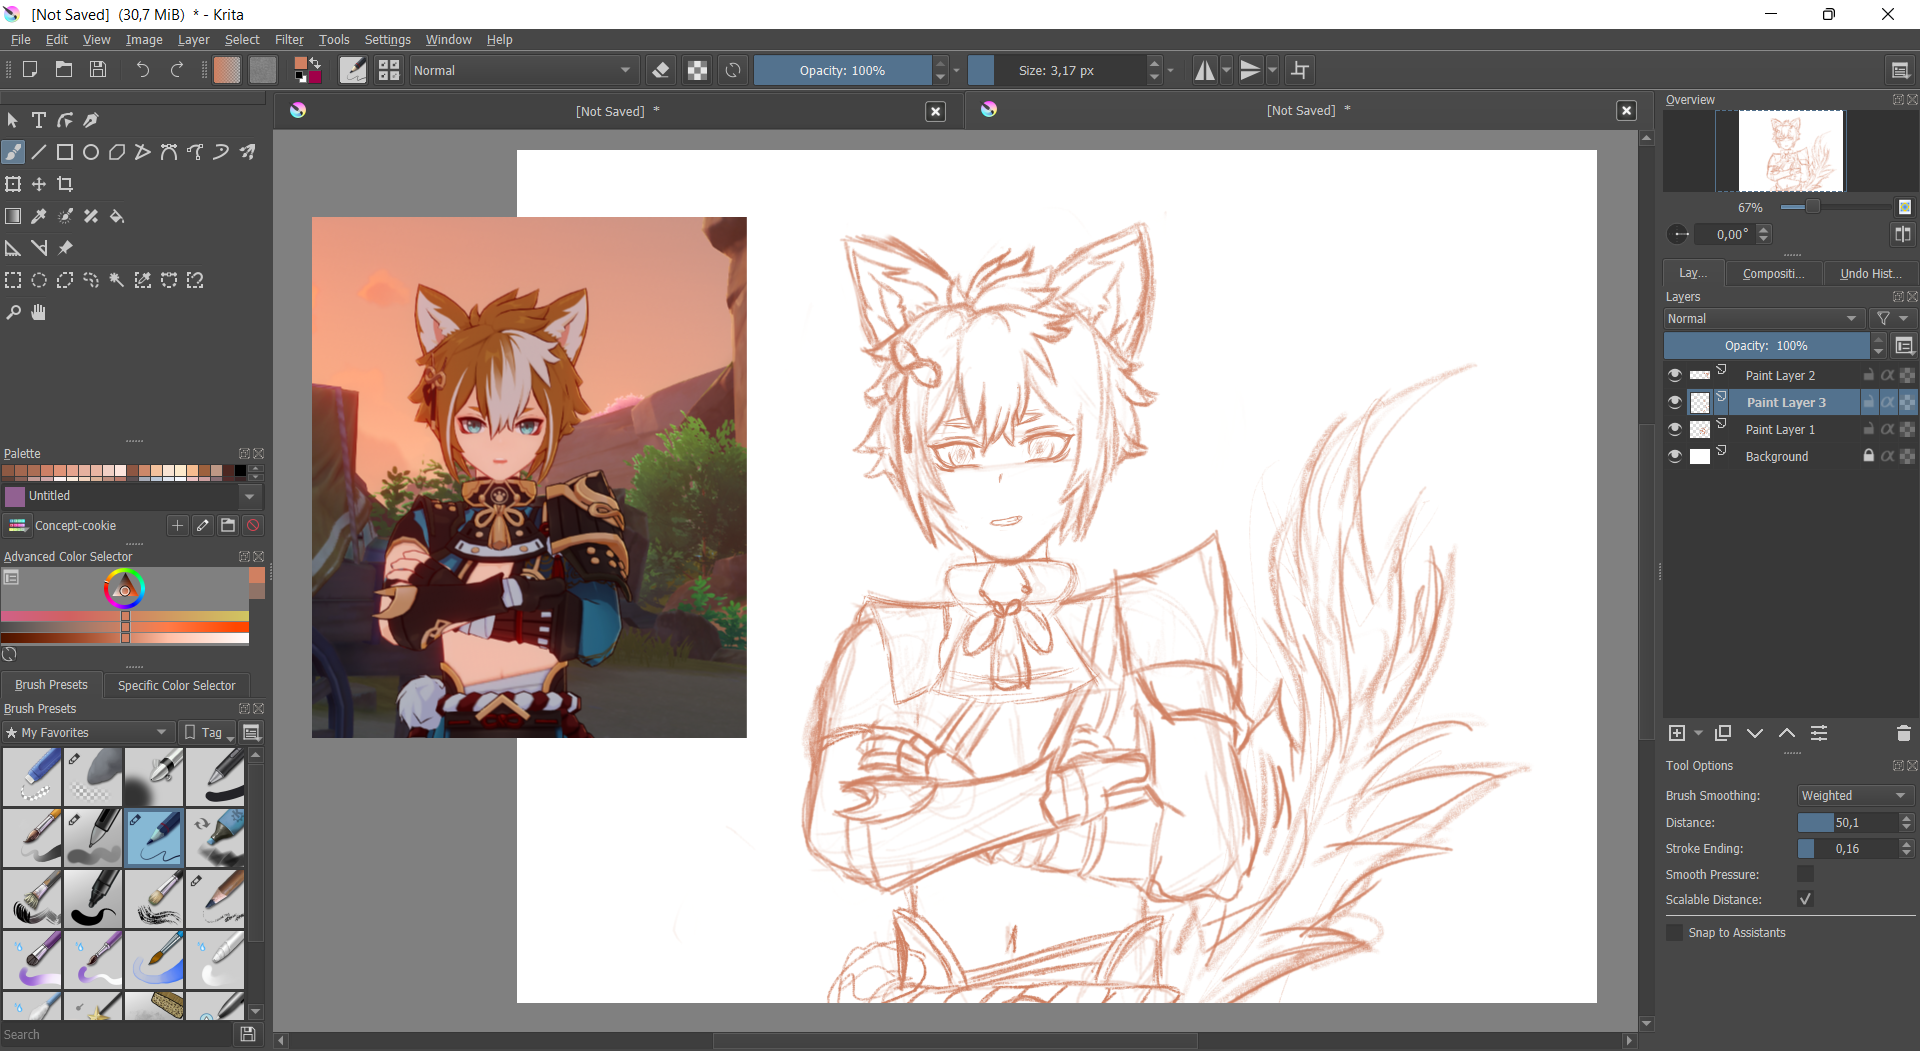 [Not Saved]  (30,7 MiB)  * - Krita
File Edit View Image Layer Select Filter Tools Settings Window Help
Normal Opacity: 100% Size: 3,17 px
[Not Saved]  * [Not Saved]  *
Overview
67%
0,00°
Lay... Compositi... Undo Hist...
Layers
Normal
Opacity: 100%
Paint Layer 2
Paint Layer 3
Paint Layer 1
Background
Tool Options
Brush Smoothing: Weighted
Distance: 50,1
Stroke Ending: 0,16
Smooth Pressure:
Scalable Distance:
Snap to Assistants
Palette
Untitled
Concept-cookie
Advanced Color Selector
Brush Presets Specific Color Selector
Brush Presets
★ My Favorites Tag
Search